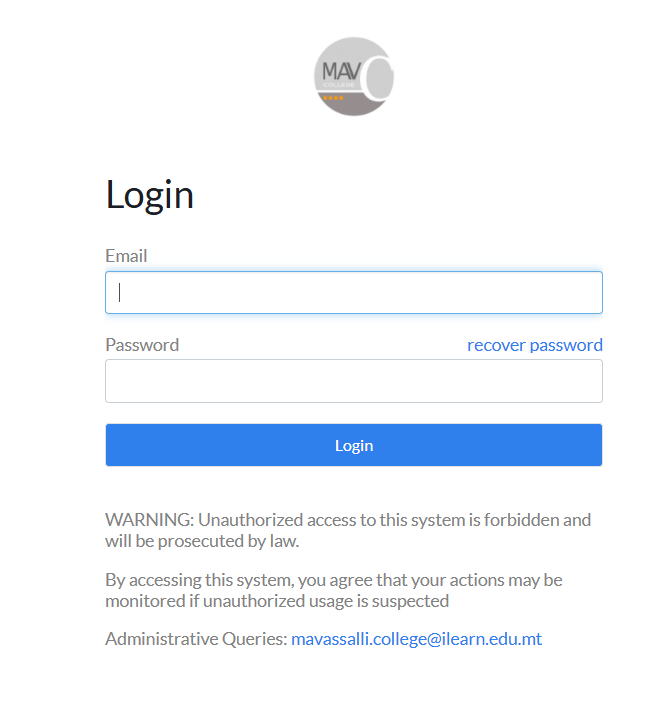 MAVC
COLLEGE
Login
Email
Password recover password
Login
WARNING: Unauthorized access to this system is forbidden and
will be prosecuted by law.
By accessing this system, you agree that your actions may be
monitored if unauthorized usage is suspected
Administrative Queries: mavassalli.college@ilearn.edu.mt